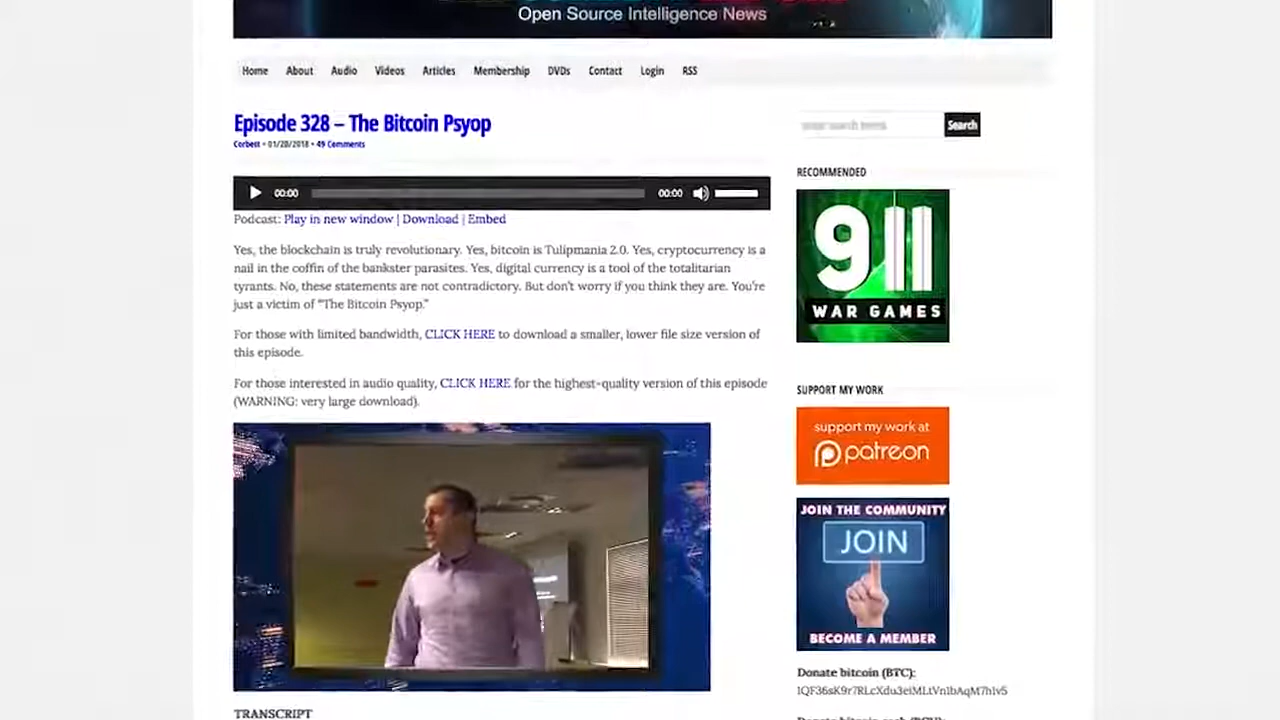 Open Source Intelligence News
Home About Audio Videos Articles Membership DVDs Contact Login RSS
Episode 328 – The Bitcoin Psyop
Corbett • 01/20/2018 • 49 Comments
00:00 00:00
Podcast: Play in new window | Download | Embed
Yes, the blockchain is truly revolutionary. Yes, bitcoin is Tulipmania 2.0. Yes, cryptocurrency is a
nail in the coffin of the bankster parasites. Yes, digital currency is a tool of the totalitarian
tyrants. No, these statements are not contradictory. But don't worry if you think they are. You're
just a victim of "The Bitcoin Psyop."
For those with limited bandwidth, CLICK HERE to download a smaller, lower file size version of
this episode.
For those interested in audio quality, CLICK HERE for the highest-quality version of this episode
(WARNING: very large download).
TRANSCRIPT
enter search terms Search
RECOMMENDED
911
WAR GAMES
SUPPORT MY WORK
support my work at
patreon
JOIN THE COMMUNITY
JOIN
BECOME A MEMBER
Donate bitcoin (BTC):